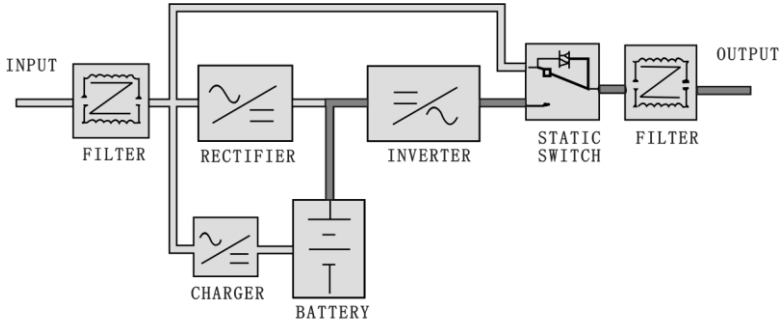 INPUT
OUTPUT
FILTER
RECTIFIER
INVERTER
STATIC
SWITCH
FILTER
CHARGER
BATTERY